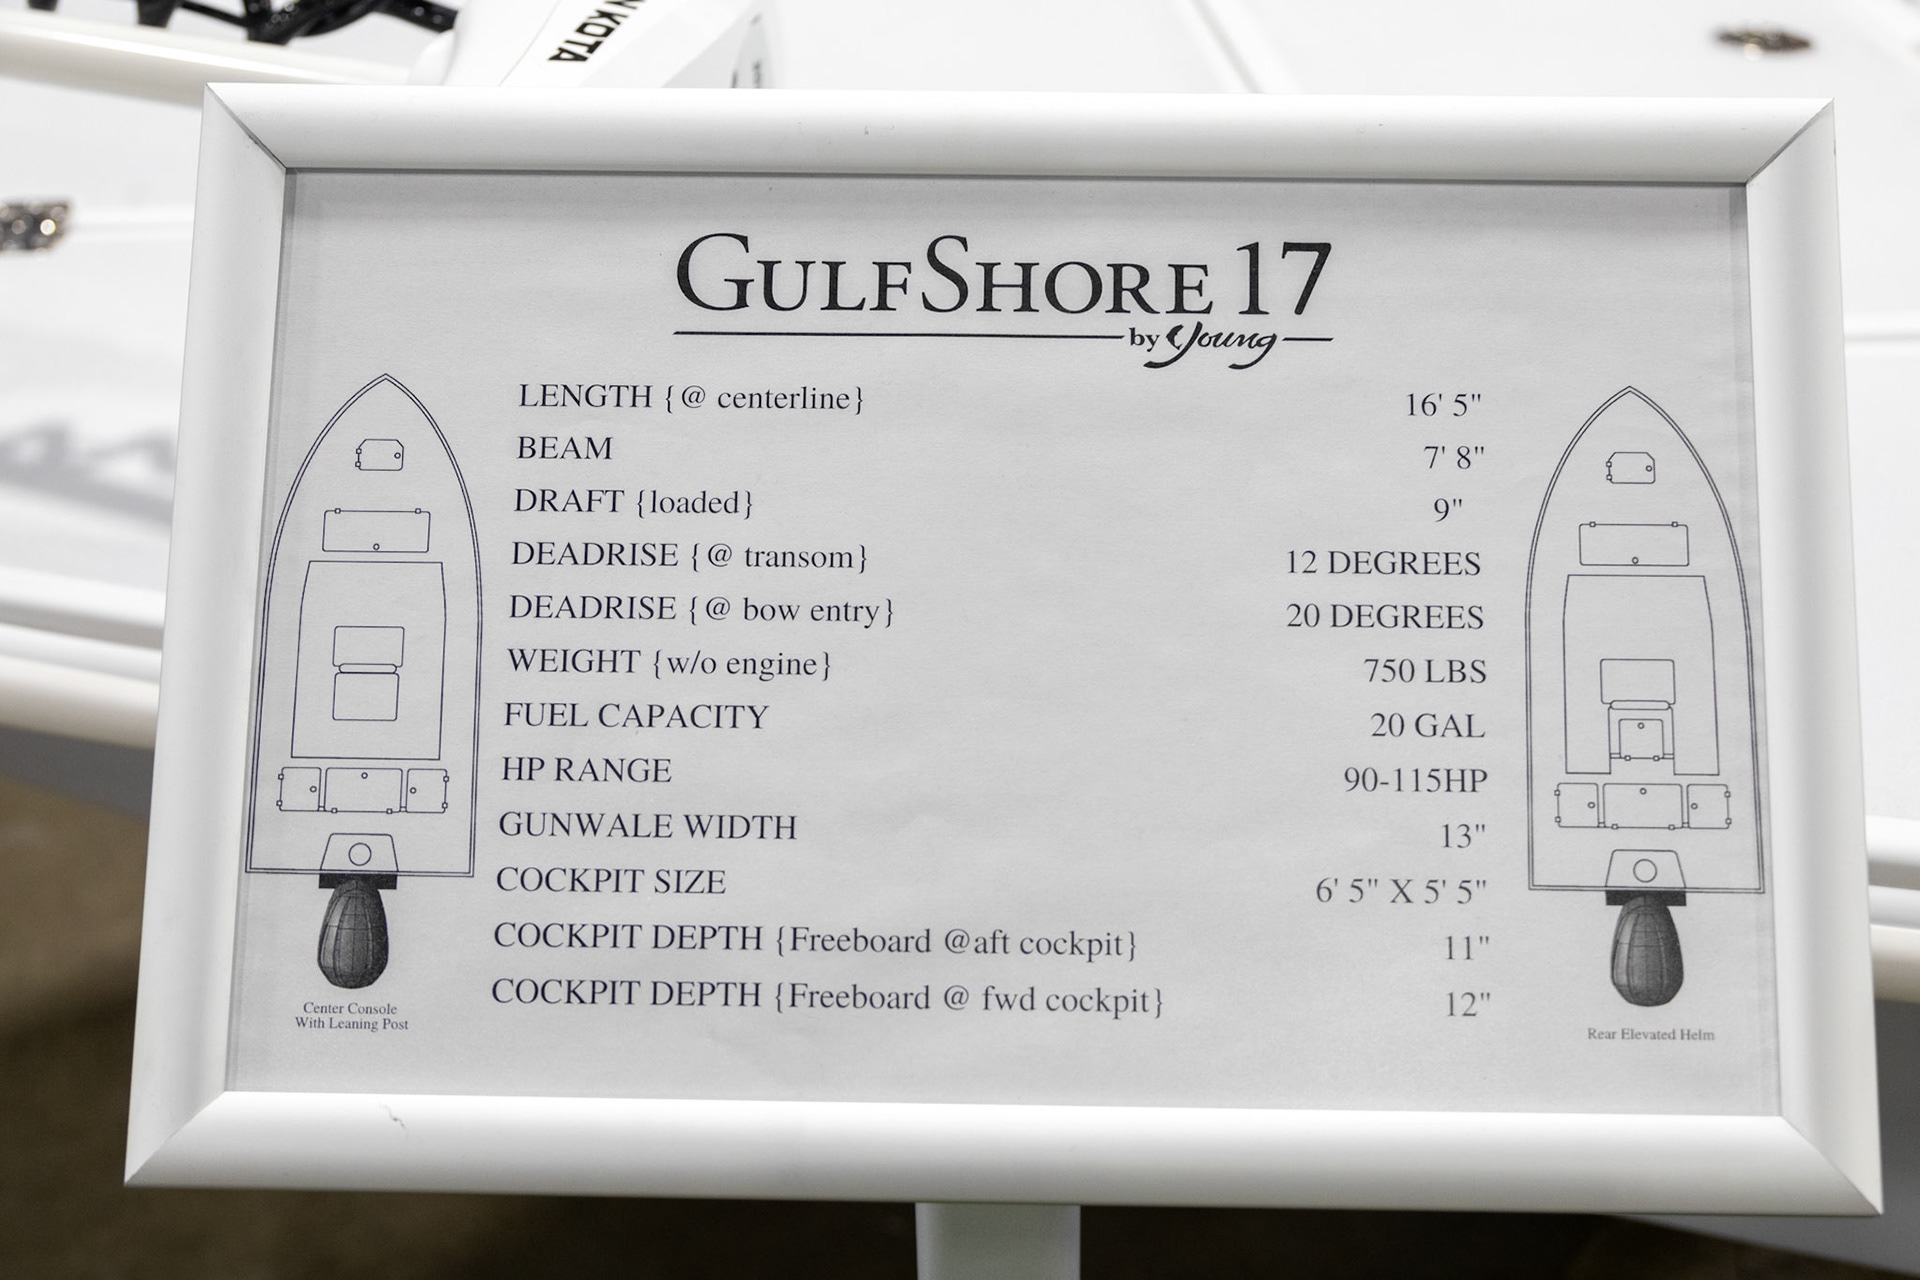 N KOTA
GULFSHORE 17
by Young
LENGTH {@ centerline} 16' 5"
BEAM 7' 8"
DRAFT {loaded} 9"
DEADRISE {@ transom} 12 DEGREES
DEADRISE {@ bow entry} 20 DEGREES
WEIGHT {w/o engine} 750 LBS
FUEL CAPACITY 20 GAL
HP RANGE 90-115HP
GUNWALE WIDTH 13"
COCKPIT SIZE 6' 5" X 5' 5"
COCKPIT DEPTH {Freeboard @aft cockpit} 11"
COCKPIT DEPTH {Freeboard @ fwd cockpit} 12"
Center Console
With Leaning Post
Rear Elevated Helm